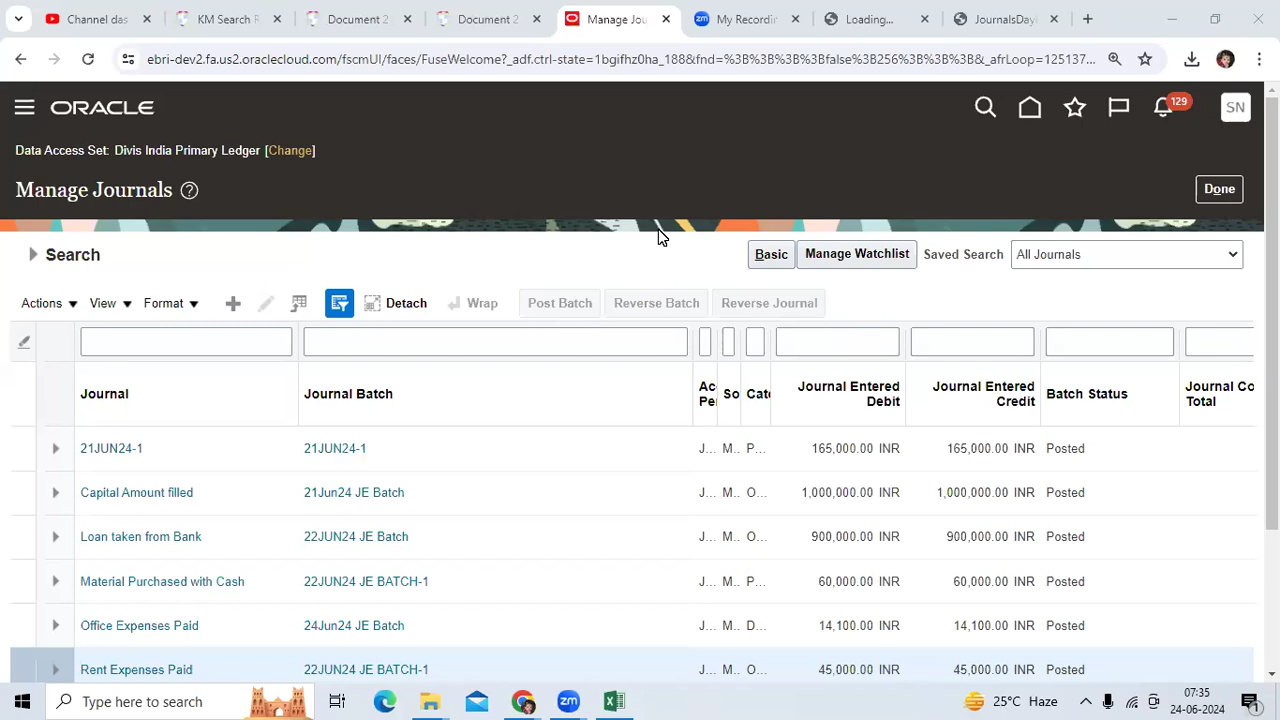 Channel das
KM Search R
Document 2
Document 2
Manage Jou
My Recordin
Loading...
JournalsDay
ebri-dev2.fa.us2.oraclecloud.com/fscmUI/faces/FuseWelcome?_adf.ctrl-state=1bgifhz0ha_188&fnd=%3B%3B%3B%3Bfalse%3B256%3B%3B%3B&_afrLoop=125137...
ORACLE
129
SN
Data Access Set: Divis India Primary Ledger [Change]
Manage Journals ?
Done
Search
Basic Manage Watchlist Saved Search All Journals
Actions View Format Detach Wrap Post Batch Reverse Batch Reverse Journal
Journal Journal Batch Ac Pe So Cat Journal Entered Debit Journal Entered Credit Batch Status Journal Co Total
21JUN24-1 21JUN24-1 J... M.. P... 165,000.00 INR 165,000.00 INR Posted
Capital Amount filled 21Jun24 JE Batch J... M.. O... 1,000,000.00 INR 1,000,000.00 INR Posted
Loan taken from Bank 22JUN24 JE Batch J... M.. O... 900,000.00 INR 900,000.00 INR Posted
Material Purchased with Cash 22JUN24 JE BATCH-1 J... M.. P... 60,000.00 INR 60,000.00 INR Posted
Office Expenses Paid 24Jun24 JE Batch J... M.. D... 14,100.00 INR 14,100.00 INR Posted
Rent Expenses Paid 22JUN24 JE BATCH-1 J... M.. O... 45,000.00 INR 45,000.00 INR Posted
Type here to search
zm
25°C Haze
07:35
24-06-2024
1